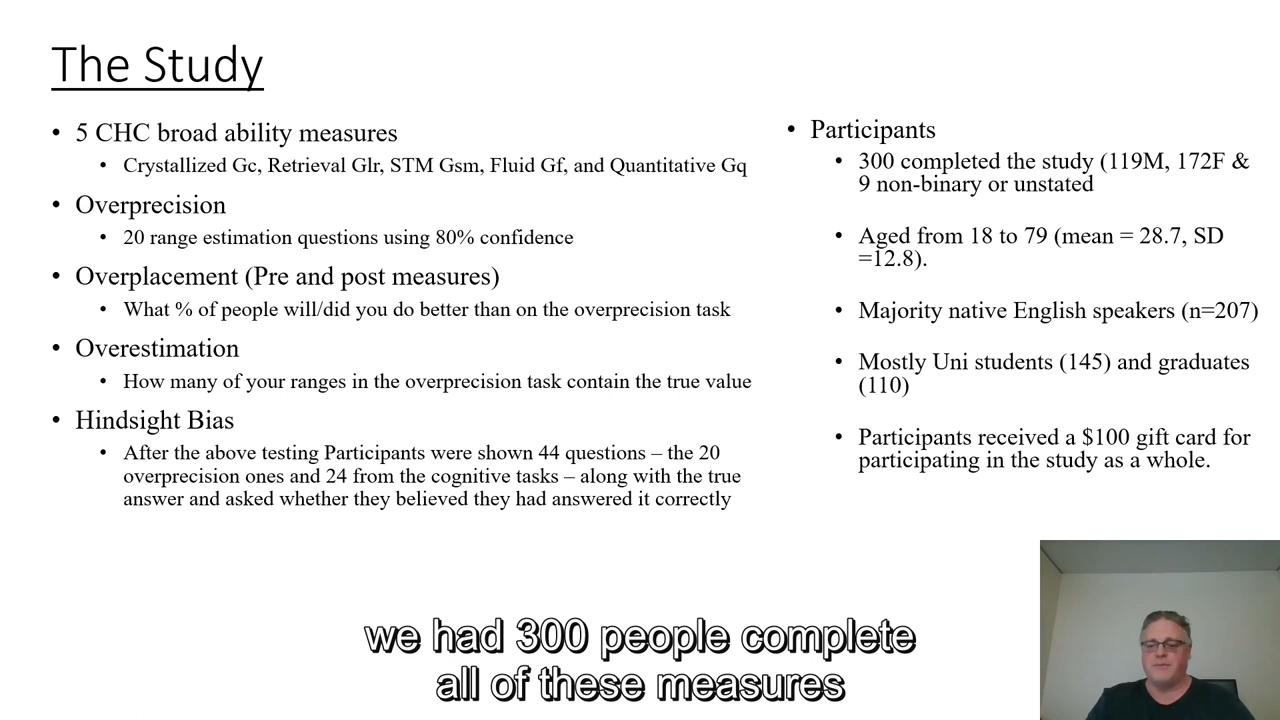 The Study
• 5 CHC broad ability measures
• Crystallized Gc, Retrieval Glr, STM Gsm, Fluid Gf, and Quantitative Gq
• Overprecision
• 20 range estimation questions using 80% confidence
• Overplacement (Pre and post measures)
• What % of people will/did you do better than on the overprecision task
• Overestimation
• How many of your ranges in the overprecision task contain the true value
• Hindsight Bias
• After the above testing Participants were shown 44 questions – the 20
overprecision ones and 24 from the cognitive tasks – along with the true
answer and asked whether they believed they had answered it correctly
• Participants
• 300 completed the study (119M, 172F &
9 non-binary or unstated
• Aged from 18 to 79 (mean = 28.7, SD
=12.8).
• Majority native English speakers (n=207)
• Mostly Uni students (145) and graduates
(110)
• Participants received a $100 gift card for
participating in the study as a whole.
we had 300 people complete
all of these measures